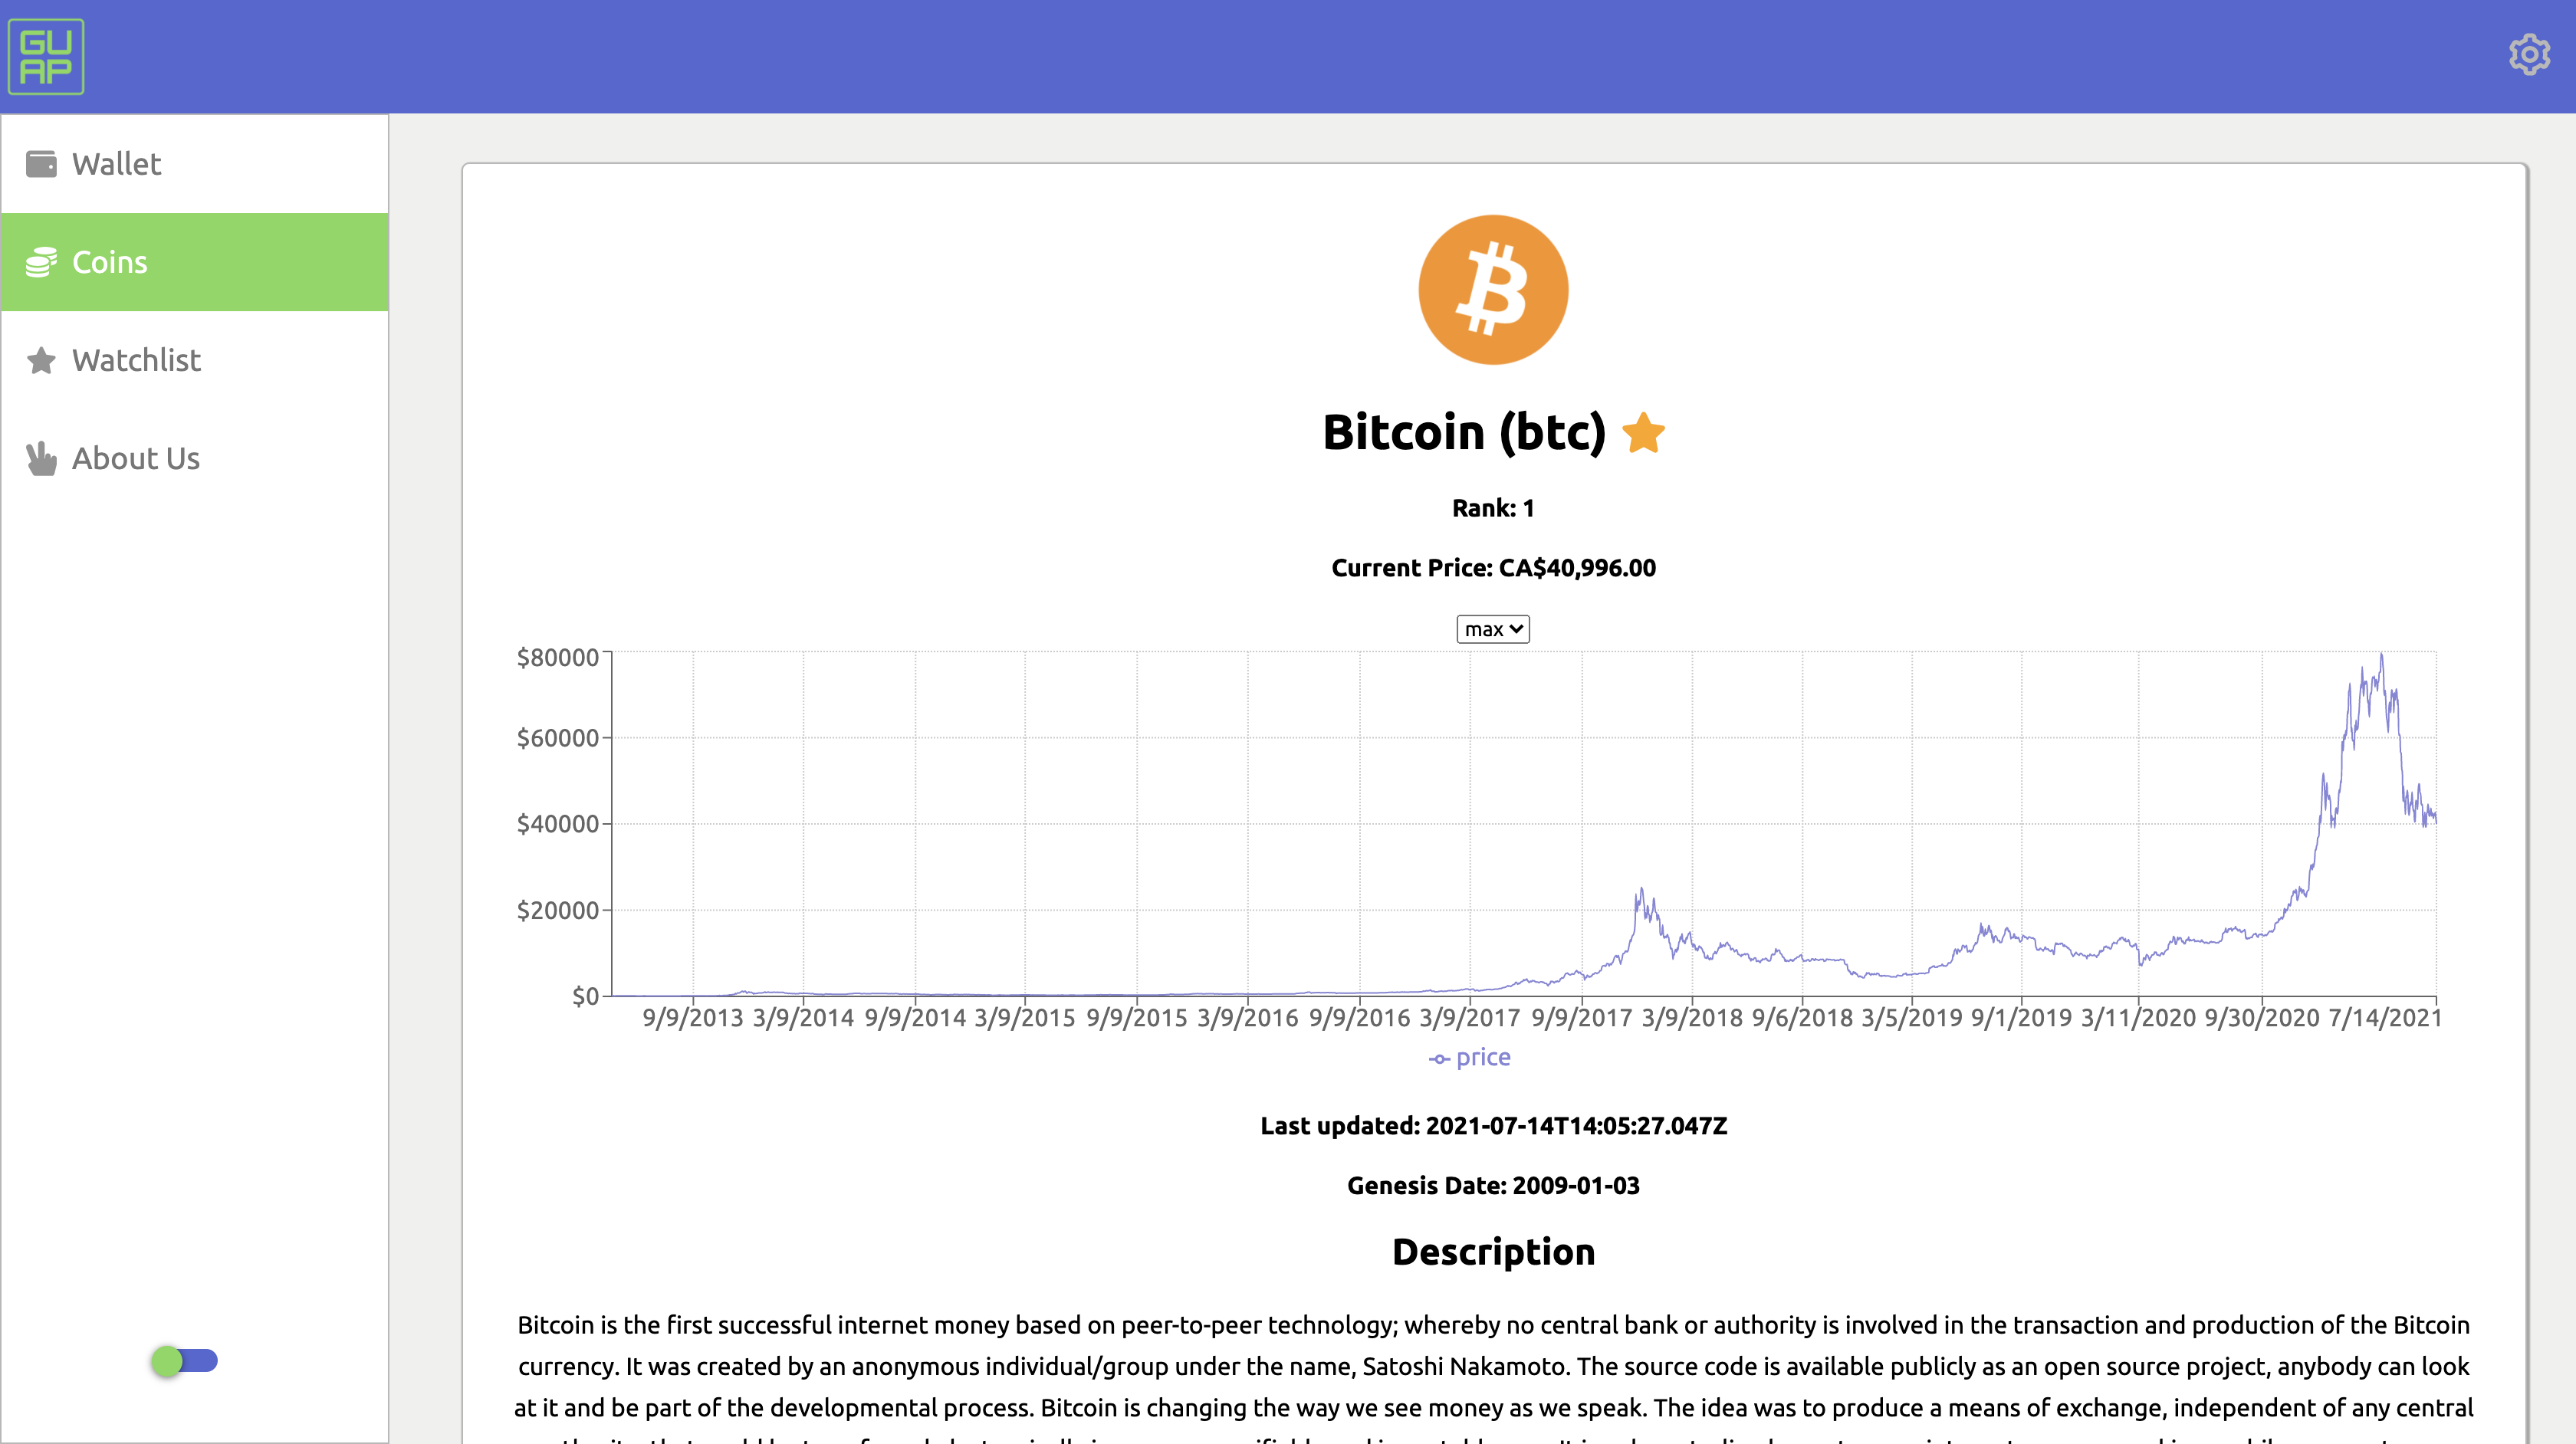 GU
AP
Wallet
Coins
Watchlist
About Us
Bitcoin (btc)
Rank: 1
Current Price: CA$40,996.00
max
$80000
$60000
$40000
$20000
$0
9/9/2013 3/9/2014 9/9/2014 3/9/2015 9/9/2015 3/9/2016 9/9/2016 3/9/2017 9/9/2017 3/9/2018 9/6/2018 3/5/2019 9/1/2019 3/11/2020 9/30/2020 7/14/2021
price
Last updated: 2021-07-14T14:05:27.047Z
Genesis Date: 2009-01-03
Description
Bitcoin is the first successful internet money based on peer-to-peer technology; whereby no central bank or authority is involved in the transaction and production of the Bitcoin
currency. It was created by an anonymous individual/group under the name, Satoshi Nakamoto. The source code is available publicly as an open source project, anybody can look
at it and be part of the developmental process. Bitcoin is changing the way we see money as we speak. The idea was to produce a means of exchange, independent of any central